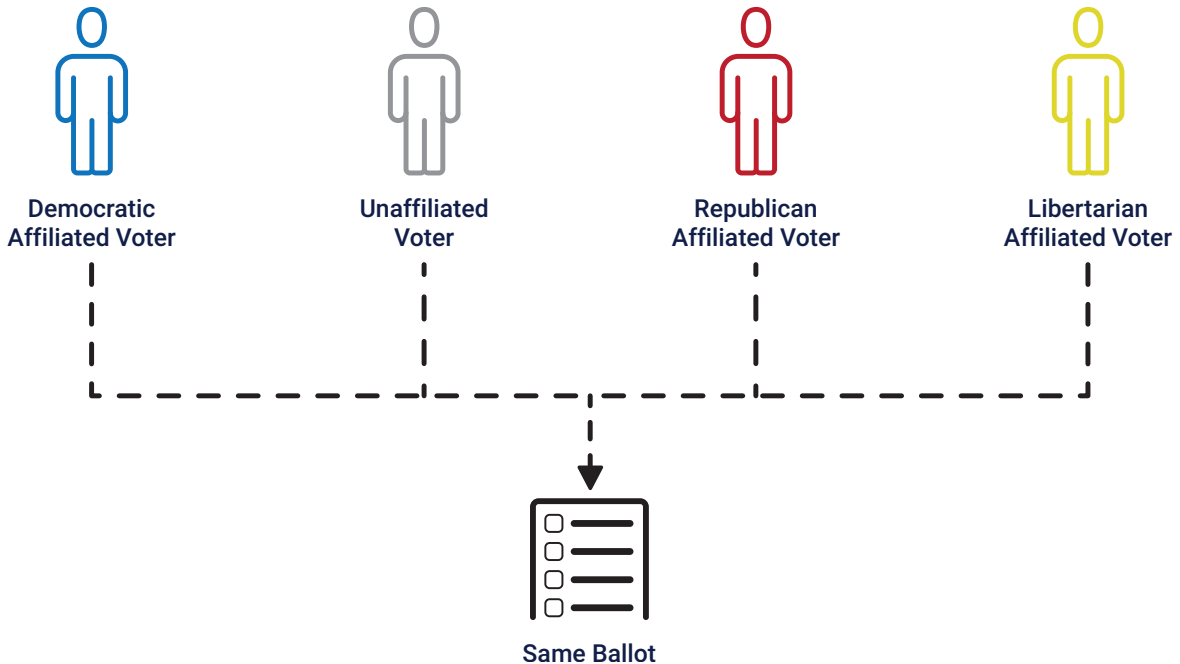 Democratic
Affiliated Voter
Unaffiliated
Voter
Republican
Affiliated Voter
Libertarian
Affiliated Voter
Same Ballot